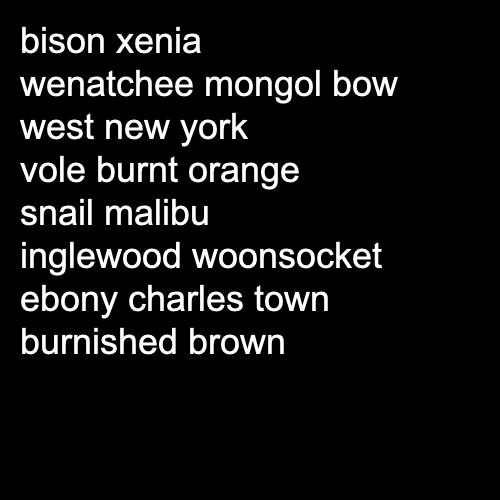 bison xenia
wenatchee mongol bow
west new york
vole burnt orange
snail malibu
inglewood woonsocket
ebony charles town
burnished brown